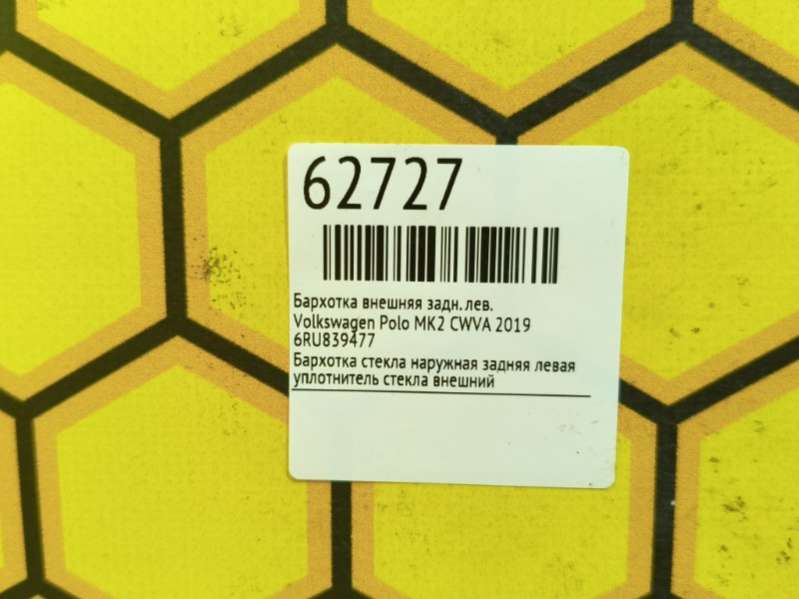 62727
Бархотка внешняя задн. лев.
Volkswagen Polo MK2 CWVA 2019
6RU839477
Бархотка стекла наружная задняя левая
уплотнитель стекла внешний